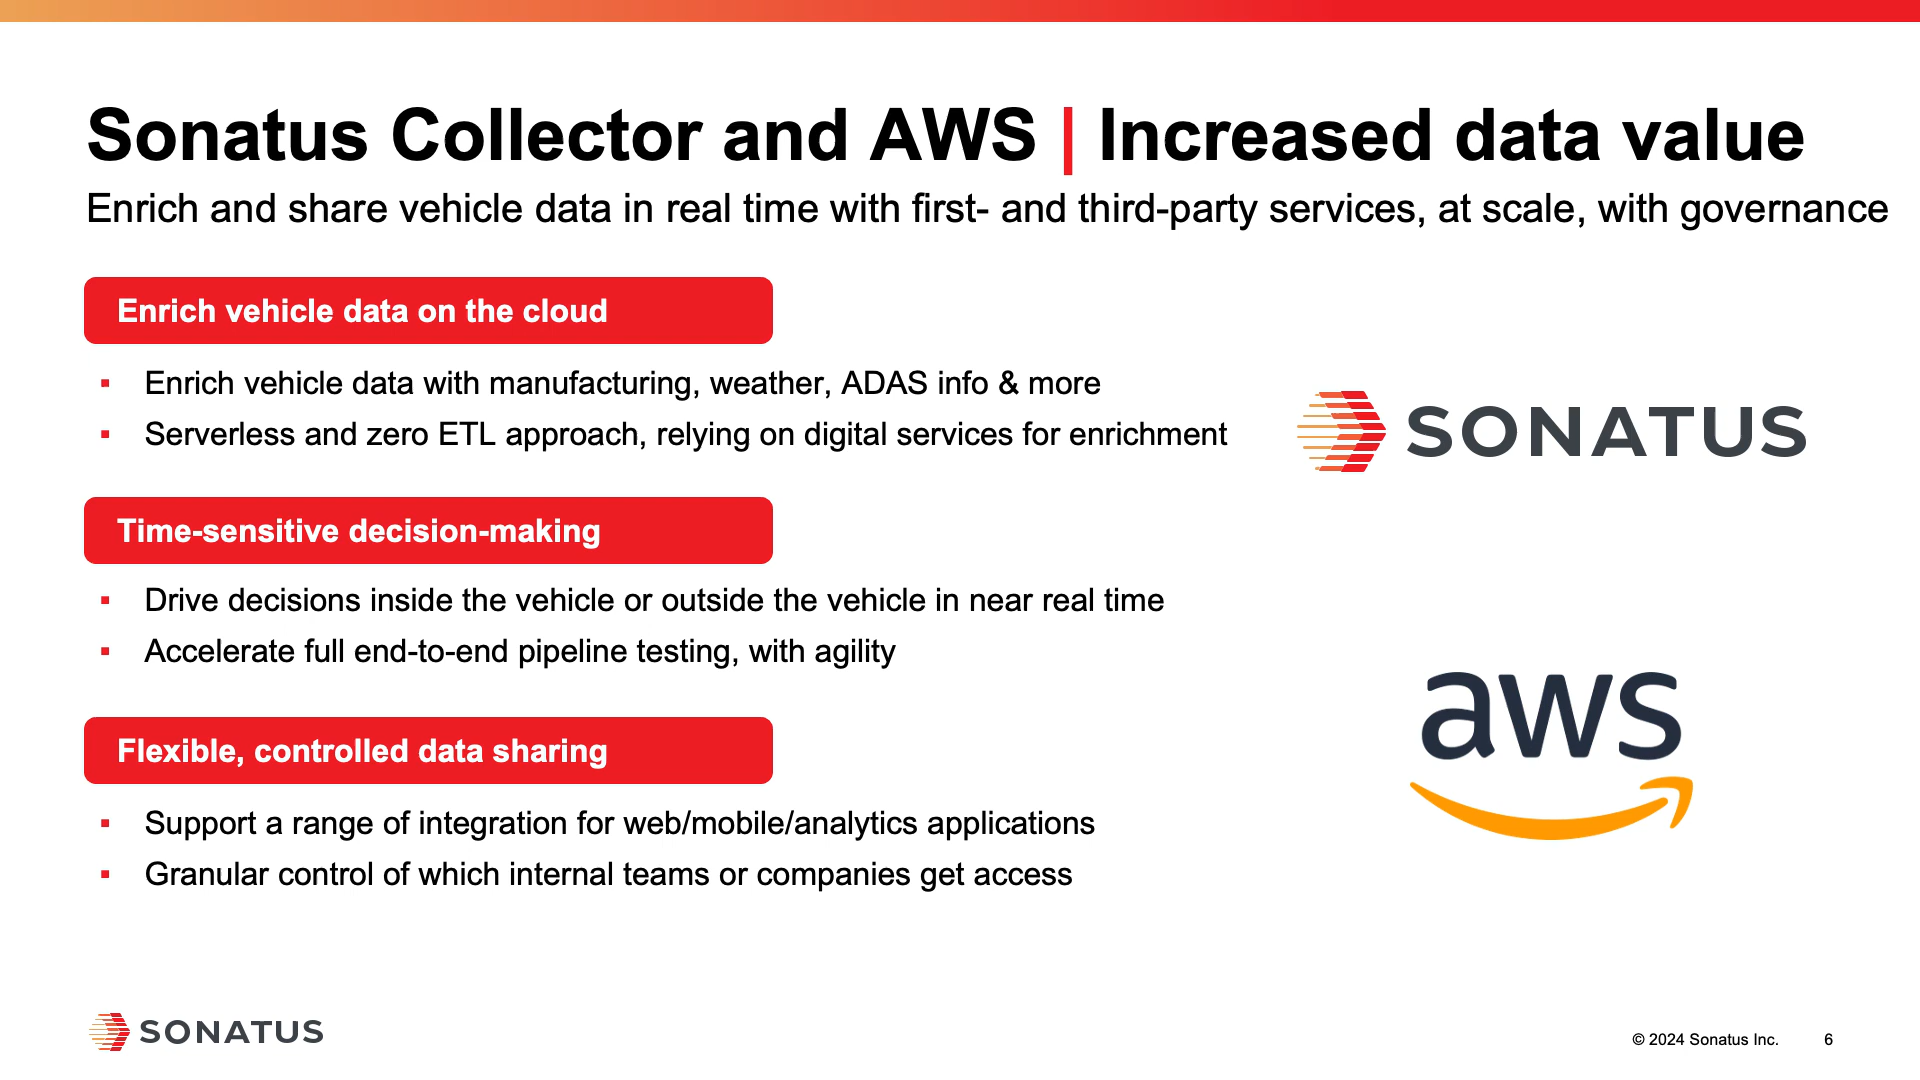 Sonatus Collector and AWS | Increased data value
Enrich and share vehicle data in real time with first- and third-party services, at scale, with governance
Enrich vehicle data on the cloud
▪ Enrich vehicle data with manufacturing, weather, ADAS info & more
▪ Serverless and zero ETL approach, relying on digital services for enrichment
SONATUS
Time-sensitive decision-making
▪ Drive decisions inside the vehicle or outside the vehicle in near real time
▪ Accelerate full end-to-end pipeline testing, with agility
aws
Flexible, controlled data sharing
▪ Support a range of integration for web/mobile/analytics applications
▪ Granular control of which internal teams or companies get access
SONATUS
© 2024 Sonatus Inc. 6